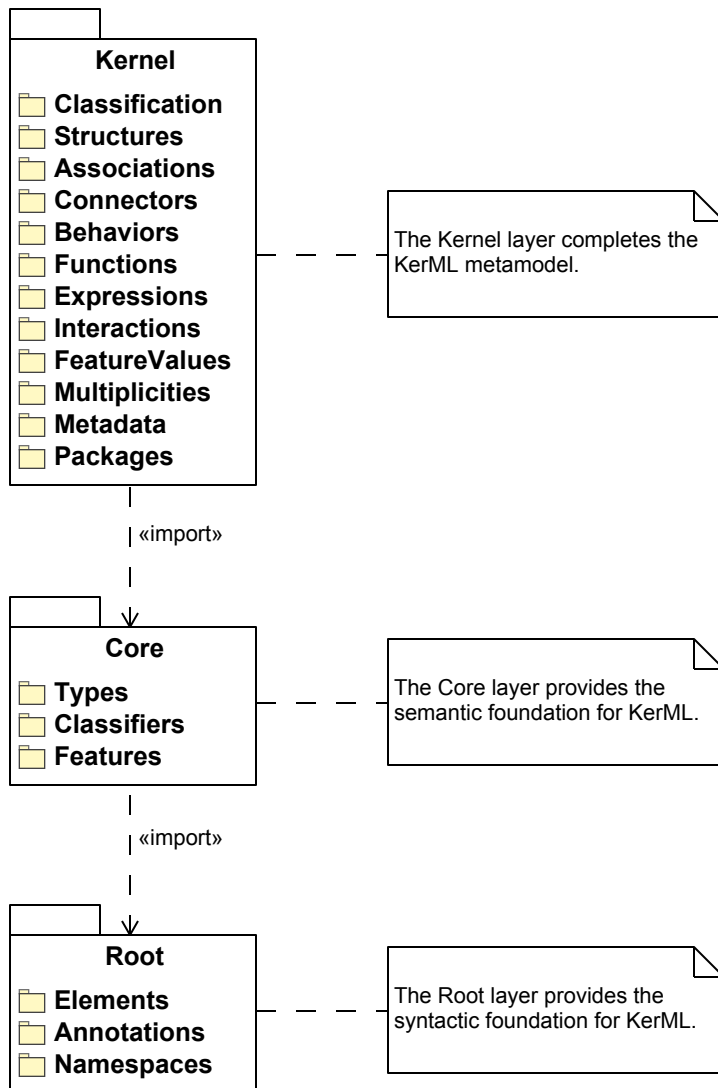 Kernel
Classification
Structures
Associations
Connectors
Behaviors
Functions
Expressions
Interactions
FeatureValues
Multiplicities
Metadata
Packages
The Kernel layer completes the
KerML metamodel.
«import»
Core
Types
Classifiers
Features
The Core layer provides the
semantic foundation for KerML.
«import»
Root
Elements
Annotations
Namespaces
The Root layer provides the
syntactic foundation for KerML.